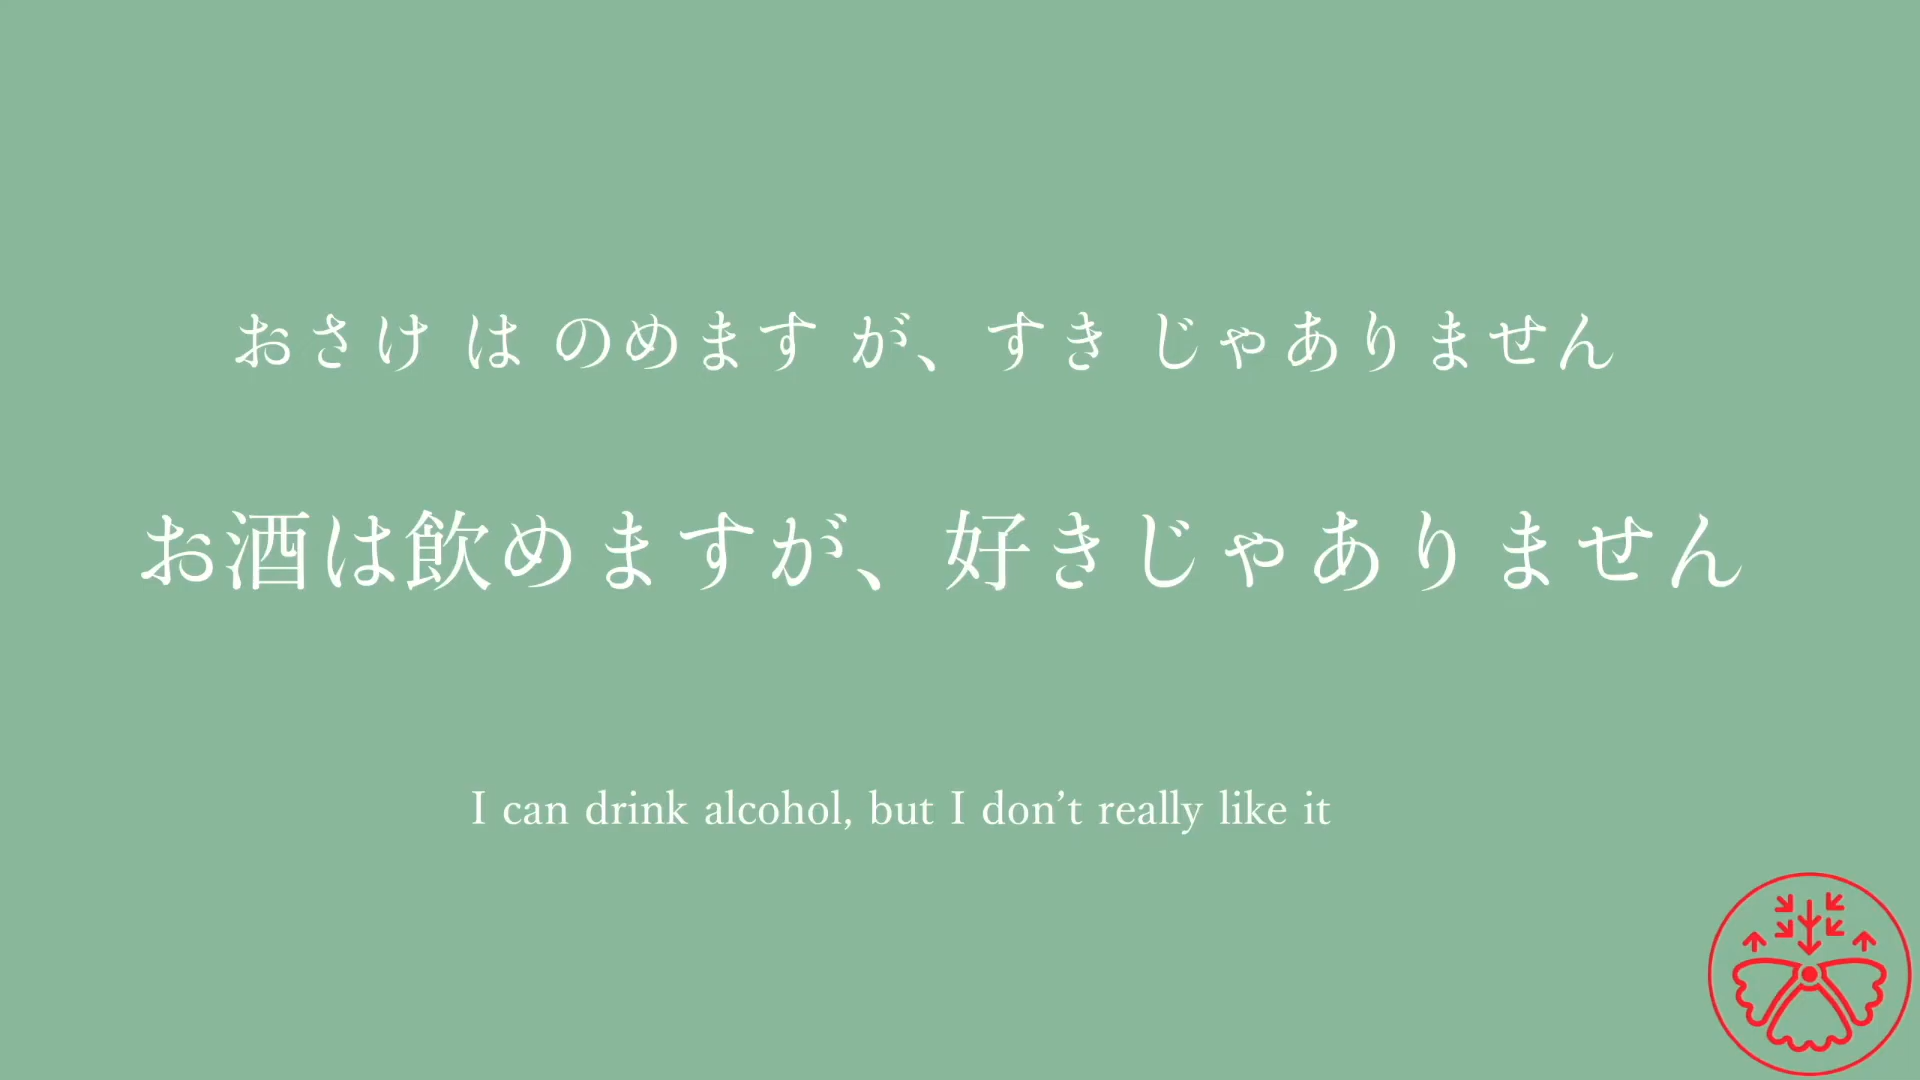 おさけ は のめます が、すき じゃありません
お酒は飲めますが、好きじゃありません
I can drink alcohol, but I don’t really like it